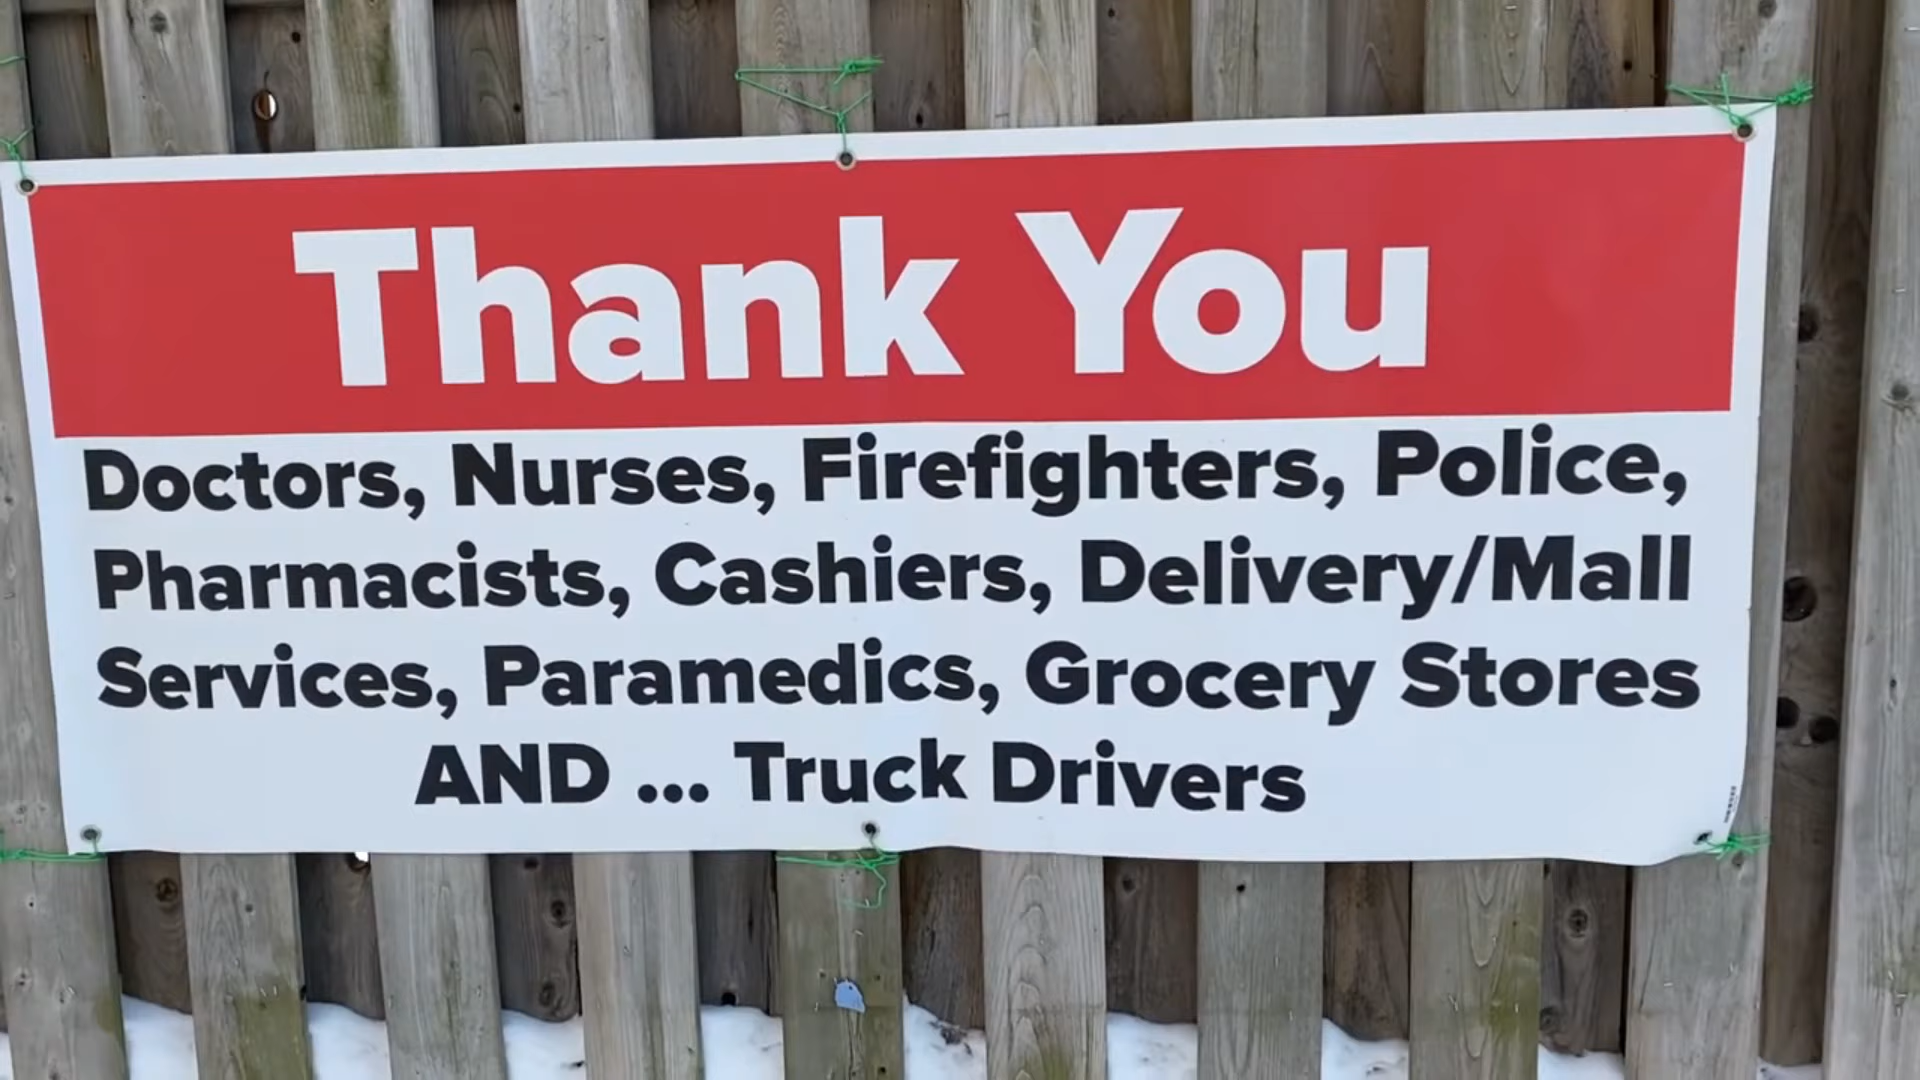 Thank You
Doctors, Nurses, Firefighters, Police,
Pharmacists, Cashiers, Delivery/Mall
Services, Paramedics, Grocery Stores
AND ... Truck Drivers